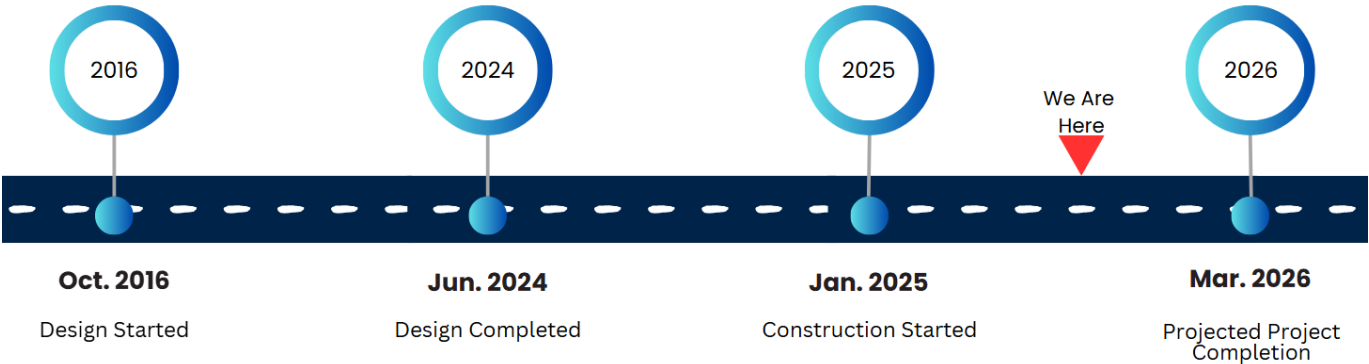 2016
2024
2025
2026
We Are
Here
Oct. 2016
Jun. 2024
Jan. 2025
Mar. 2026
Design Started
Design Completed
Construction Started
Projected Project
Completion